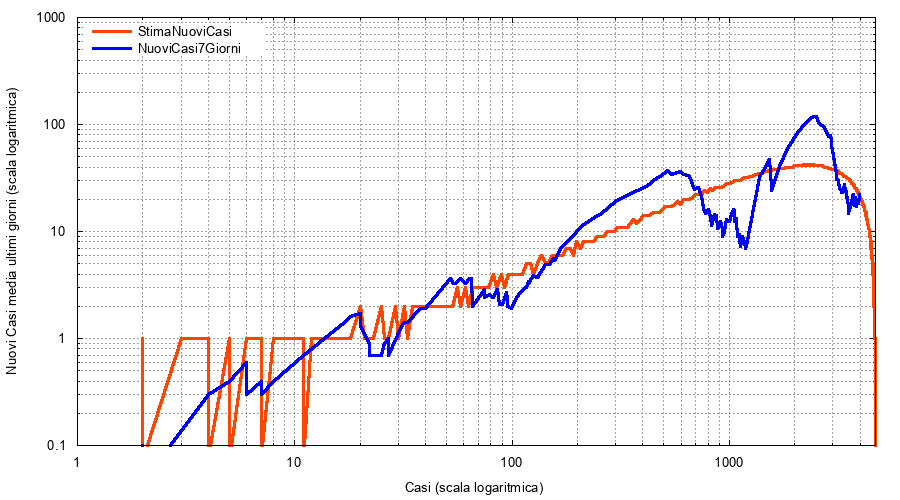 1000
StimaNuoviCasi
NuoviCasi7Giorni
100
10
1
0.1
Nuovi Casi media ultimi giorni (scala logaritmica)
1 10 100 1000
Casi (scala logaritmica)